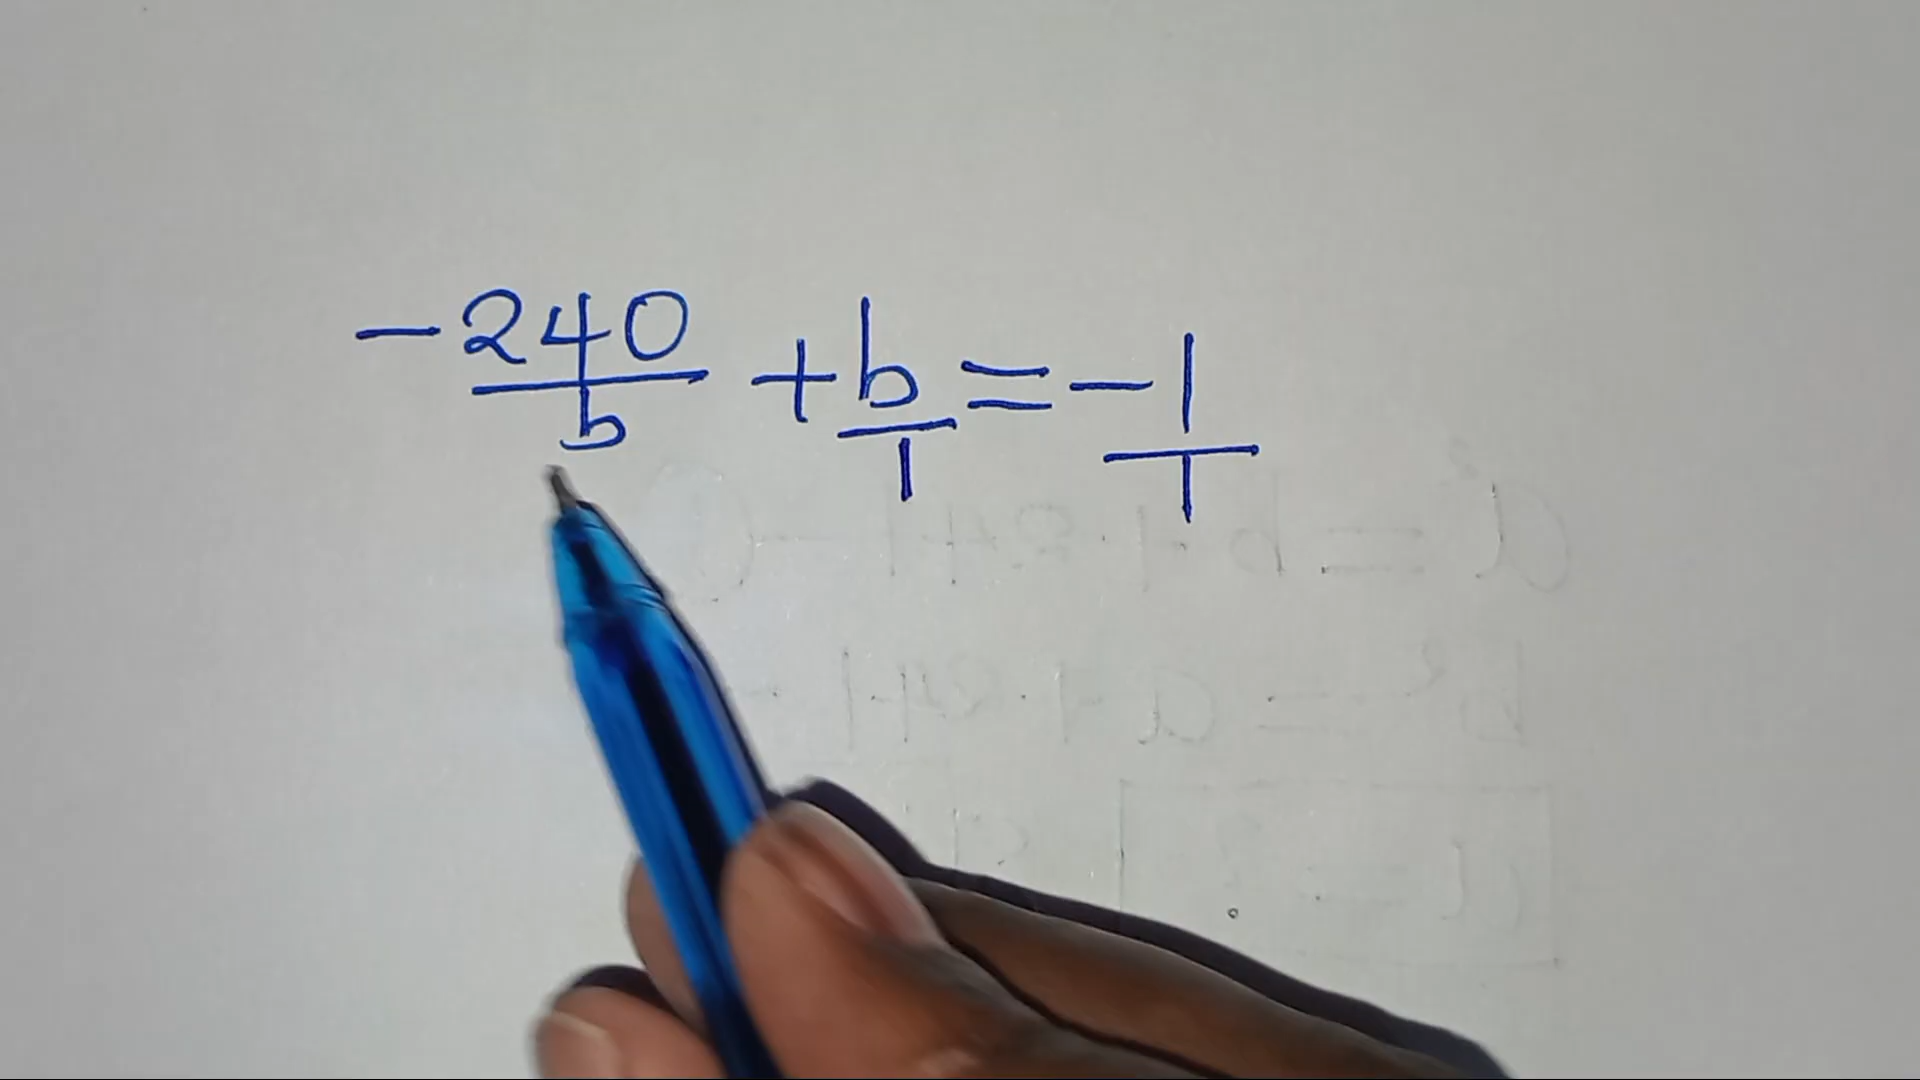 -240/b + b/1 = -1/1